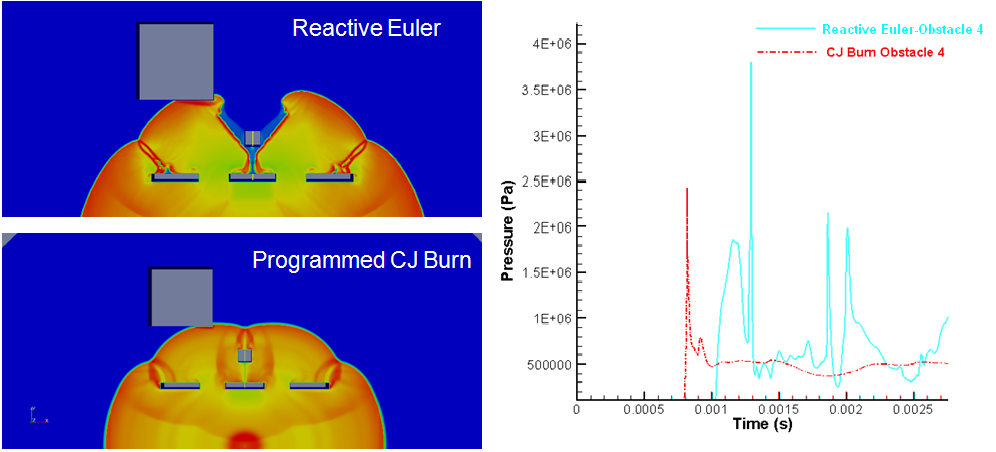 Reactive Euler
Programmed CJ Burn
Reactive Euler-Obstacle 4
CJ Burn Obstacle 4
Pressure (Pa)
4E+06
3.5E+06
3E+06
2.5E+06
2E+06
1.5E+06
1E+06
500000
0
0.0005
0.001
0.0015
0.002
0.0025
Time (s)